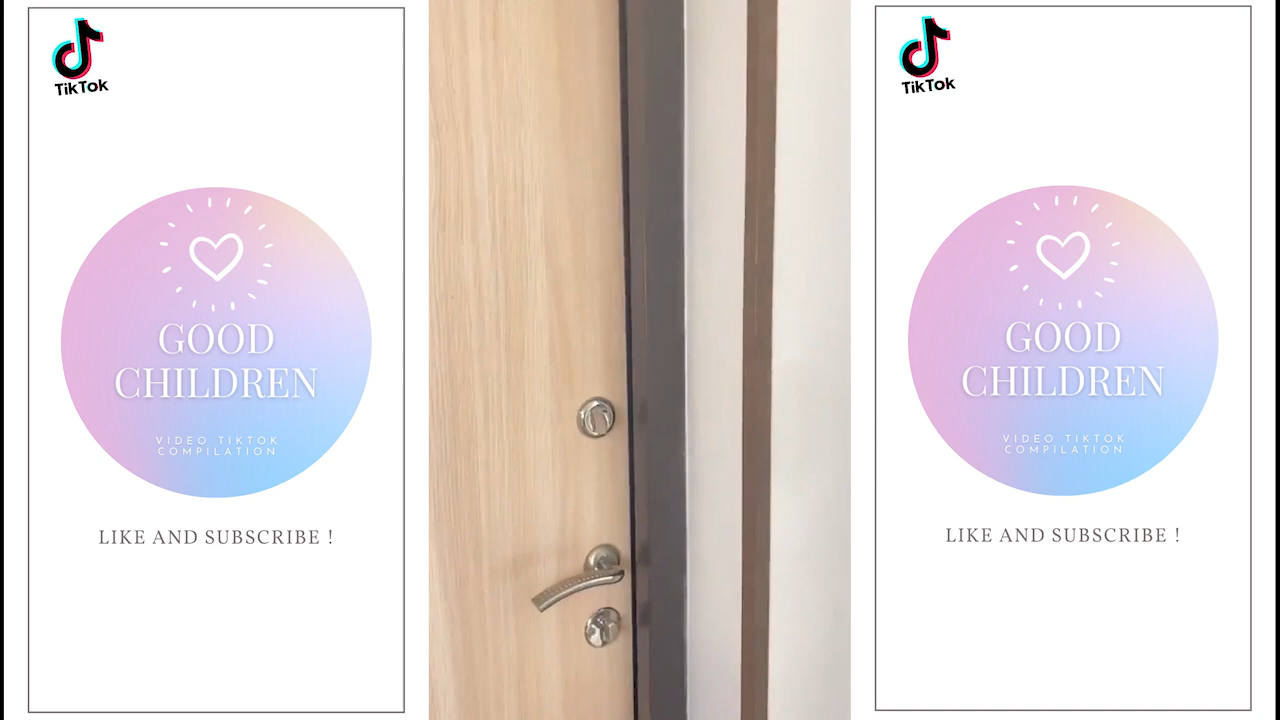 TikTok
GOOD
CHILDREN
VIDEO TIKTOK
COMPILATION
LIKE AND SUBSCRIBE !
TikTok
GOOD
CHILDREN
VIDEO TIKTOK
COMPILATION
LIKE AND SUBSCRIBE !